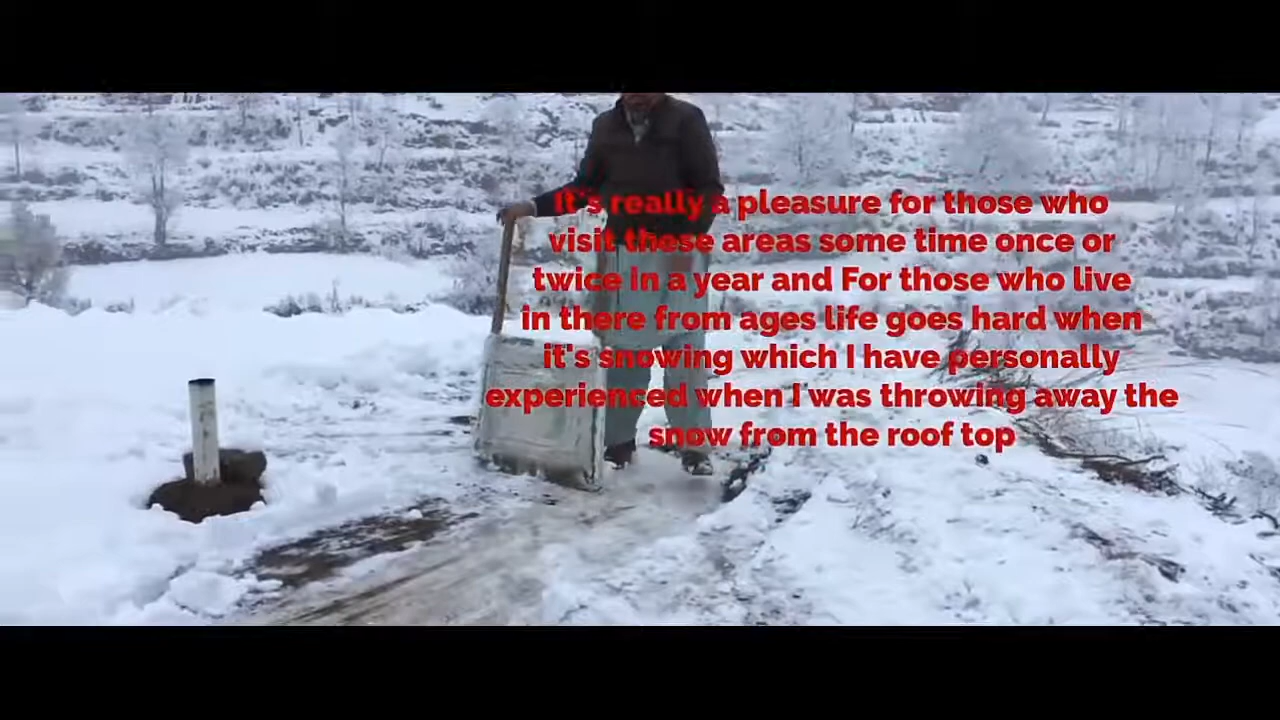 It's really a pleasure for those who
visit these areas some time once or
twice in a year and For those who live
in there from ages life goes hard when
it's snowing which I have personally
experienced when I was throwing away the
snow from the roof top